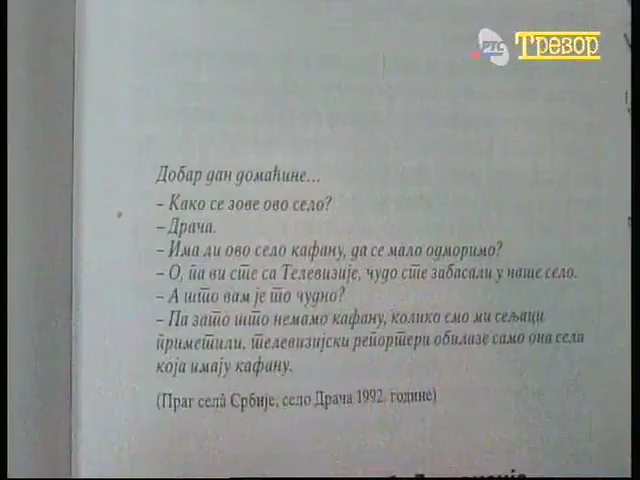 РТС Трезор
Добар дан домаћине...
– Како се зове ово село?
– Драча.
– Има ли ово село кафану, да се мало одморимо?
– О, па ви сте са Телевизије, чудо сте забасали у наше село.
– А што вам је то чудно?
– Па зато што немамо кафану, колико смо ми сељаци
приметили, телевизијски репортери обилазе само она села
која имају кафану.
(Праг села̂ Србије, село Драча 1992. године)